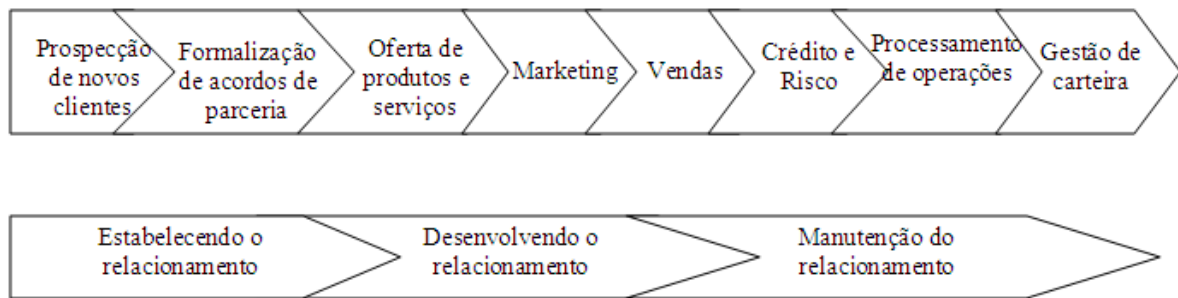 Prospecção
de novos
clientes
Formalização
de acordos de
parceria
Oferta de
produtos e
serviços
Marketing
Vendas
Crédito e
Risco
Processamento
de operações
Gestão de
carteira
Estabelecendo o
relacionamento
Desenvolvendo o
relacionamento
Manutenção do
relacionamento